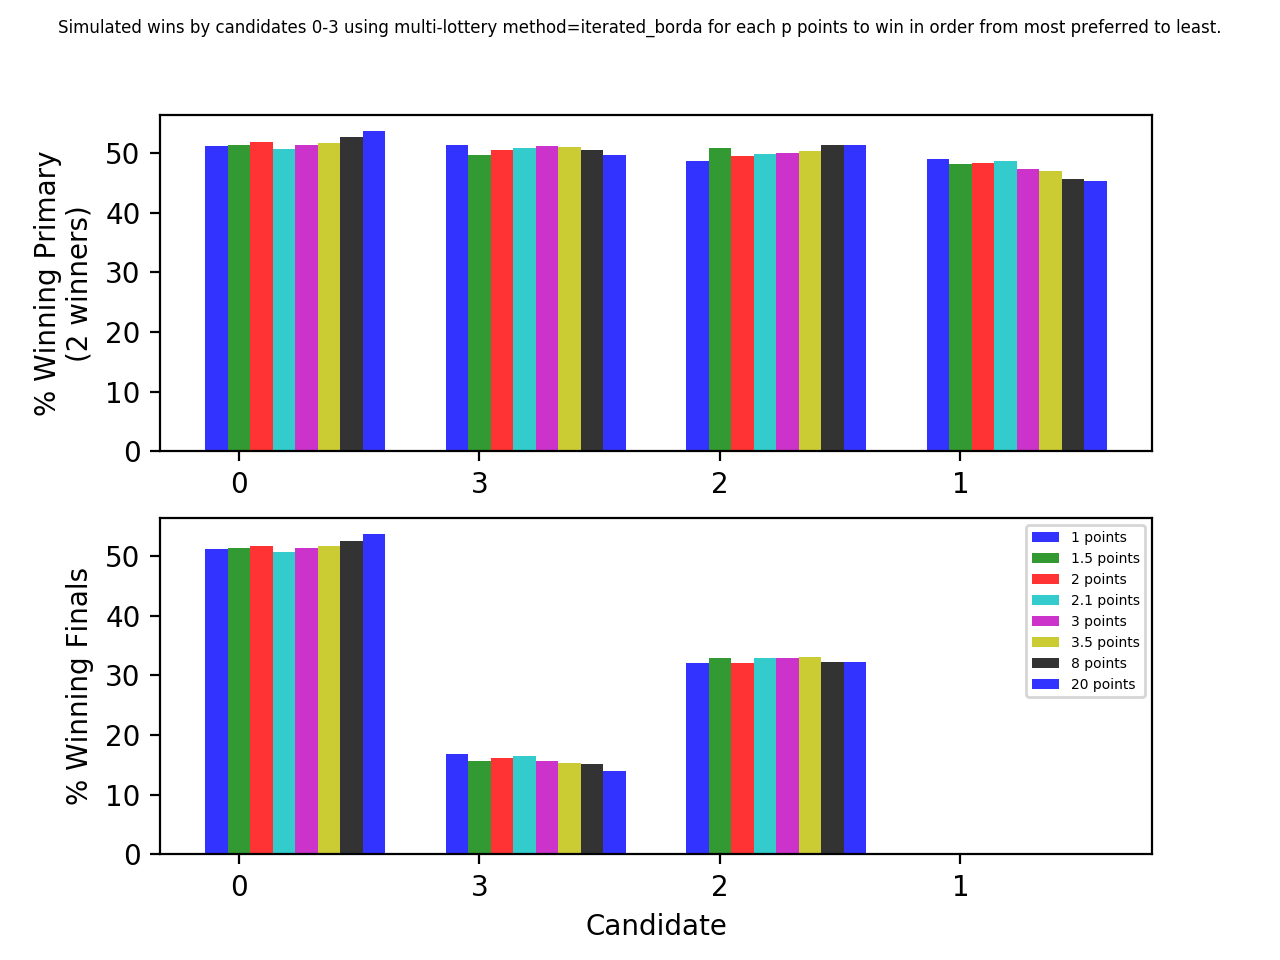 Simulated wins by candidates 0-3 using multi-lottery method=iterated_borda for each p points to win in order from most preferred to least.
% Winning Primary
(2 winners)
50
40
30
20
10
0
0 3 2 1
% Winning Finals
50
40
30
20
10
0
1 points
1.5 points
2 points
2.1 points
3 points
3.5 points
8 points
20 points
0 3 2 1
Candidate